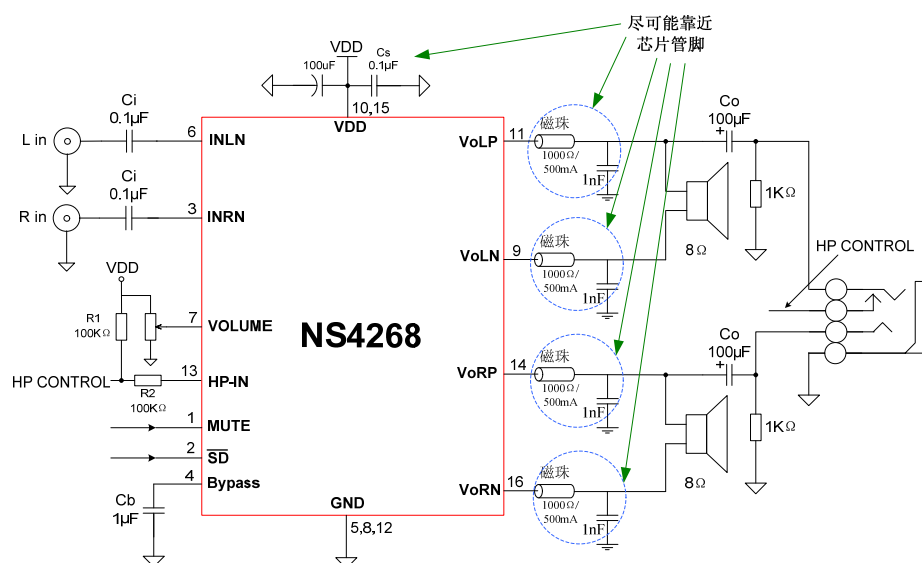 尽可能靠近
芯片管脚
VDD
100uF
Cs
0.1µF
10,15
VDD
Ci
0.1µF
L in
6
INLN
Ci
0.1µF
R in
3
INRN
VDD
R1
100KΩ
7
VOLUME
HP CONTROL
13
HP-IN
R2
100KΩ
1
MUTE
2
SD
4
Bypass
Cb
1µF
NS4268
GND
5,8,12
VoLP
11
磁珠
1000Ω/
500mA
1nF
VoLN
9
磁珠
1000Ω/
500mA
1nF
VoRP
14
磁珠
1000Ω/
500mA
1nF
VoRN
16
磁珠
1000Ω/
500mA
1nF
Co
100µF
+
1KΩ
8Ω
HP CONTROL
Co
100µF
+
1KΩ
8Ω